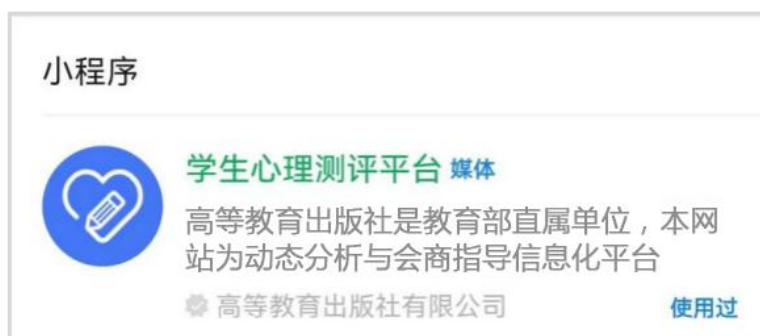 小程序
学生心理测评平台 媒体
高等教育出版社是教育部直属单位，本网
站为动态分析与会商指导信息化平台
高等教育出版社有限公司 使用过